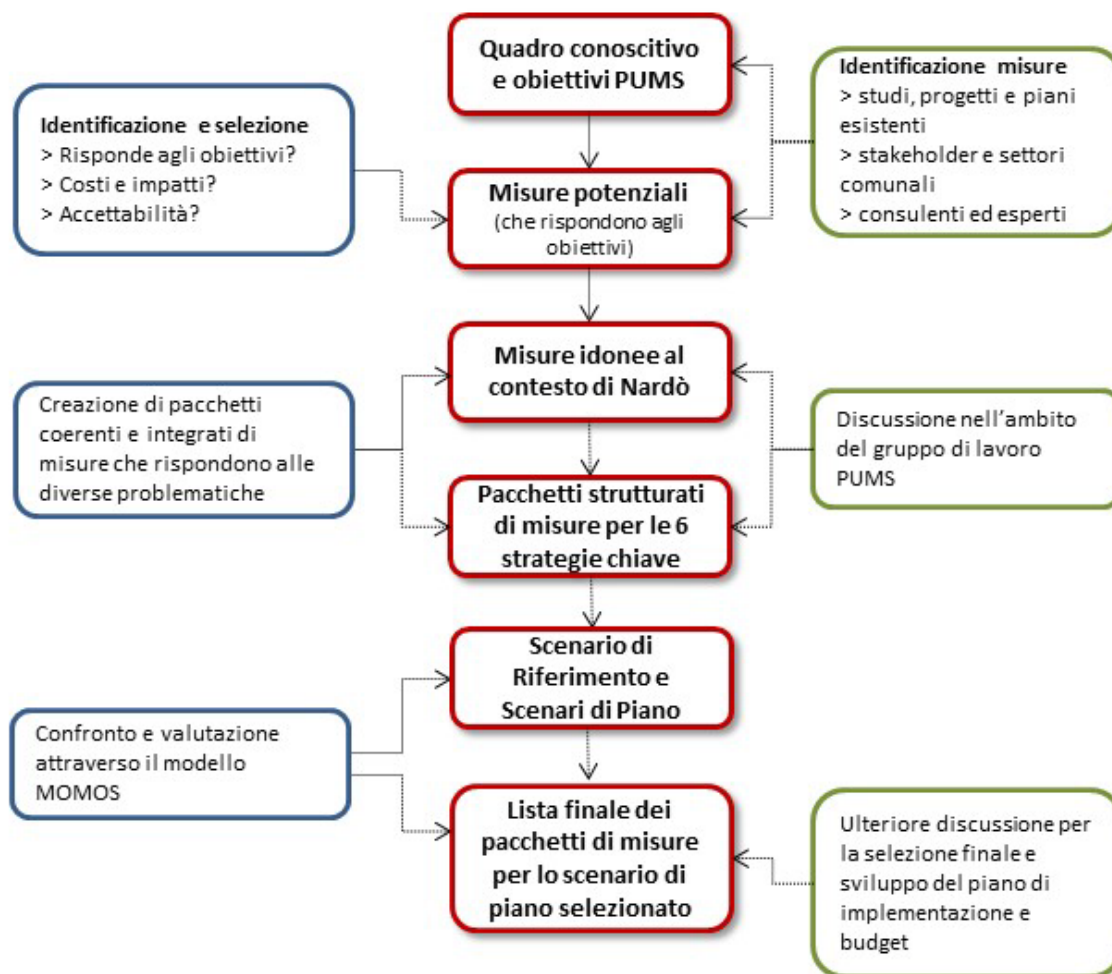 Quadro conoscitivo
e obiettivi PUMS
Identificazione misure
> studi, progetti e piani
esistenti
> stakeholder e settori
comunali
> consulenti ed esperti
Identificazione e selezione
> Risponde agli obiettivi?
> Costi e impatti?
> Accettabilità?
Misure potenziali
(che rispondono agli
obiettivi)
Misure idonee al
contesto di Nardò
Creazione di pacchetti
coerenti e integrati di
misure che rispondono alle
diverse problematiche
Discussione nell'ambito
del gruppo di lavoro
PUMS
Pacchetti strutturati
di misure per le 6
strategie chiave
Scenario di
Riferimento e
Scenari di Piano
Confronto e valutazione
attraverso il modello
MOMOS
Lista finale dei
pacchetti di misure
per lo scenario di
piano selezionato
Ulteriore discussione per
la selezione finale e
sviluppo del piano di
implementazione e
budget